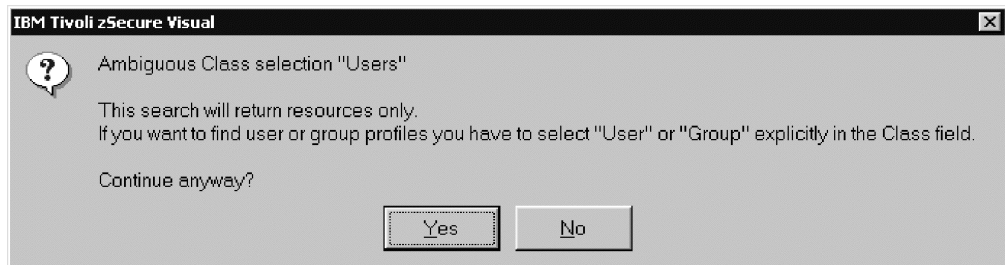 IBM Tivoli zSecure Visual
Ambiguous Class selection "Users"
This search will return resources only.
If you want to find user or group profiles you have to select "User" or "Group" explicitly in the Class field.
Continue anyway?
Yes
No